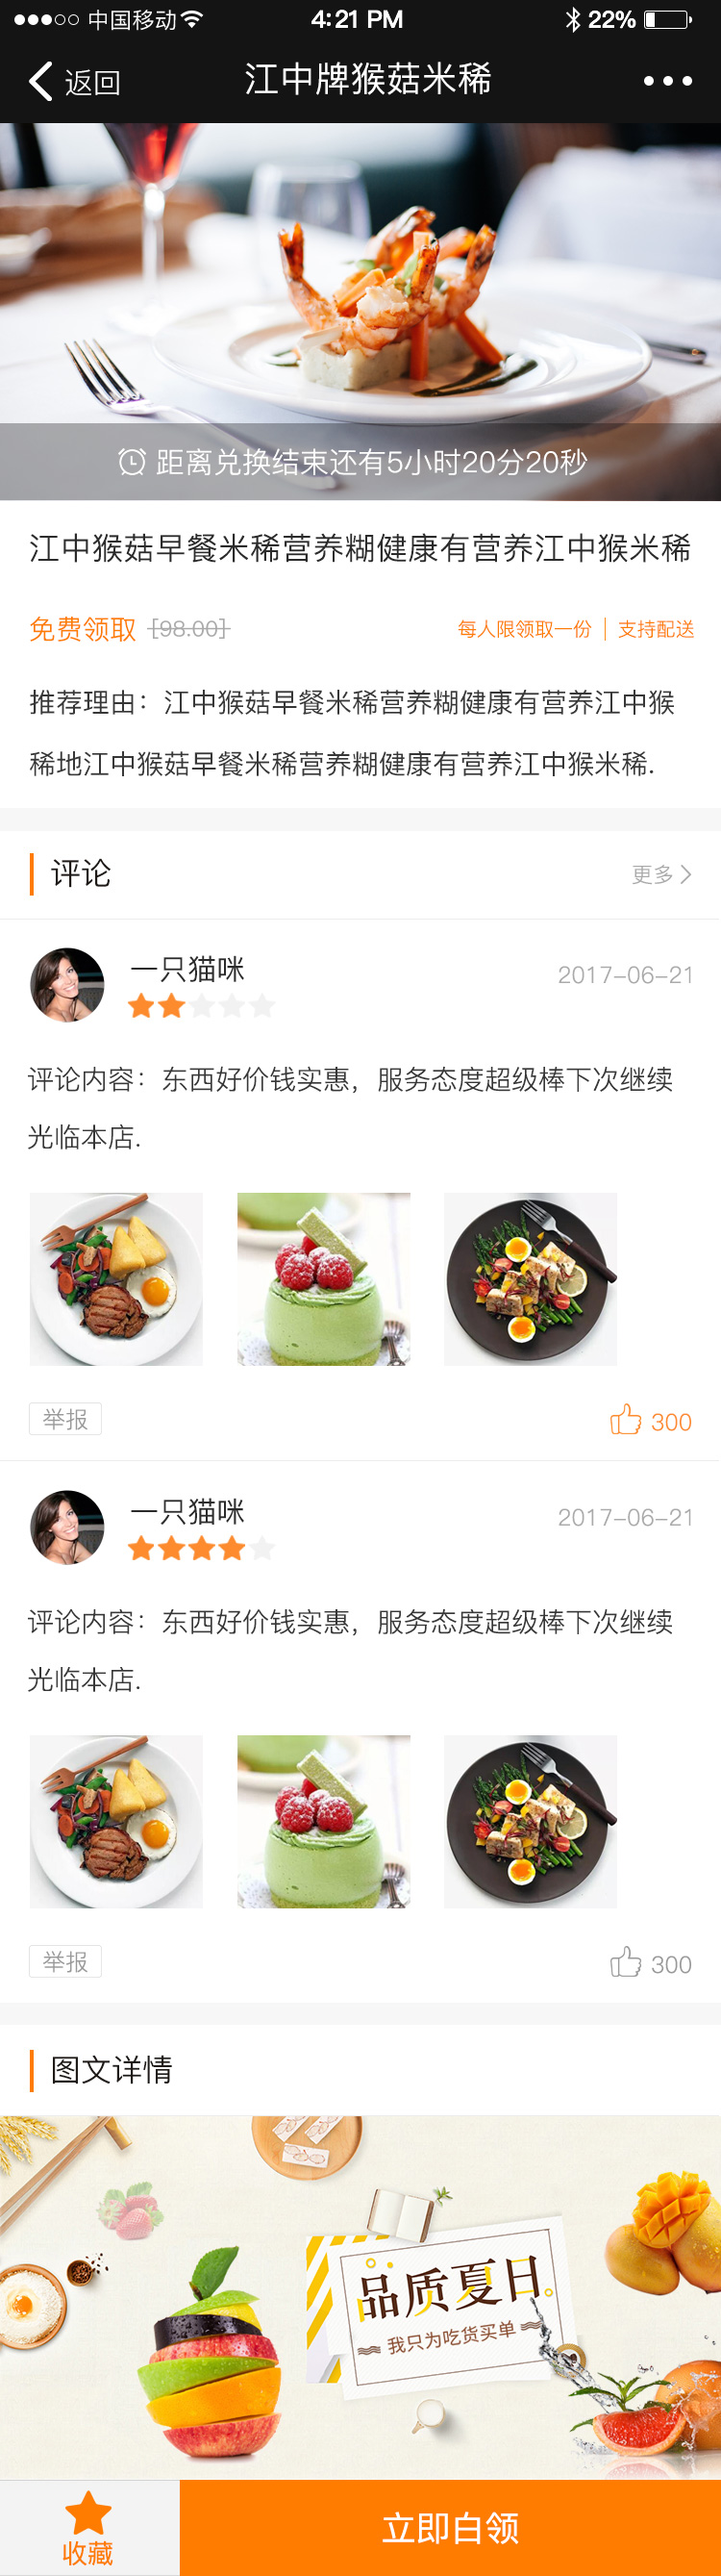 中国移动 4:21 PM 22%
返回 江中牌猴菇米稀
距离兑换结束还有5小时20分20秒
江中猴菇早餐米稀营养糊健康有营养江中猴米稀
免费领取 [98.00] 每人限领取一份 | 支持配送
推荐理由：江中猴菇早餐米稀营养糊健康有营养江中猴
稀地江中猴菇早餐米稀营养糊健康有营养江中猴米稀.
评论 更多
一只猫咪 2017-06-21
评论内容：东西好价钱实惠，服务态度超级棒下次继续
光临本店.
举报 300
一只猫咪 2017-06-21
评论内容：东西好价钱实惠，服务态度超级棒下次继续
光临本店.
举报 300
图文详情
品质夏日
我只为吃货买单
收藏 立即白领